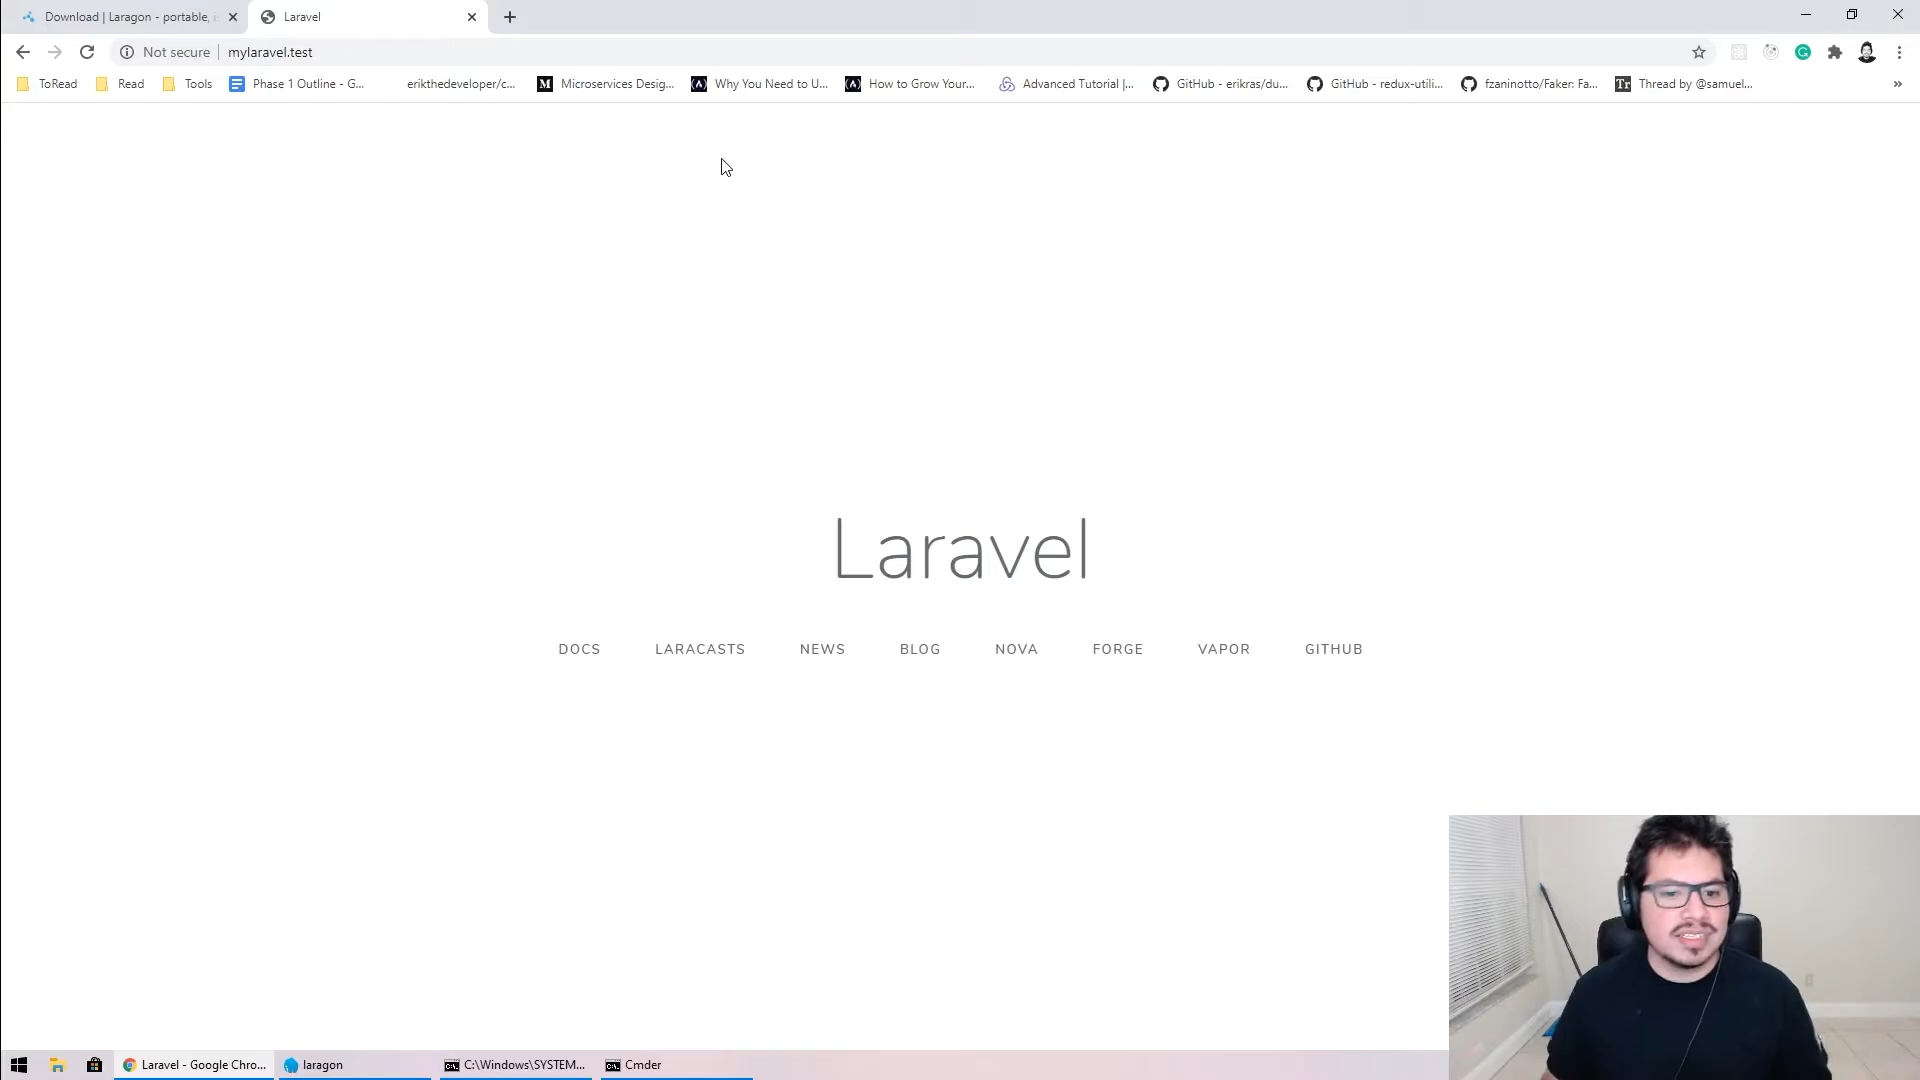 Download | Laragon - portable, is
Laravel
Not secure
mylaravel.test
ToRead
Read
Tools
Phase 1 Outline - G...
erikthedeveloper/c...
M
Microservices Desig...
Why You Need to U...
How to Grow Your...
Advanced Tutorial |...
GitHub - erikras/du...
GitHub - redux-utili...
fzaninotto/Faker: Fa...
Tr
Thread by @samuel...
Laravel
DOCS
LARACASTS
NEWS
BLOG
NOVA
FORGE
VAPOR
GITHUB
Laravel - Google Chro...
laragon
C:\Windows\SYSTEM...
Cmder